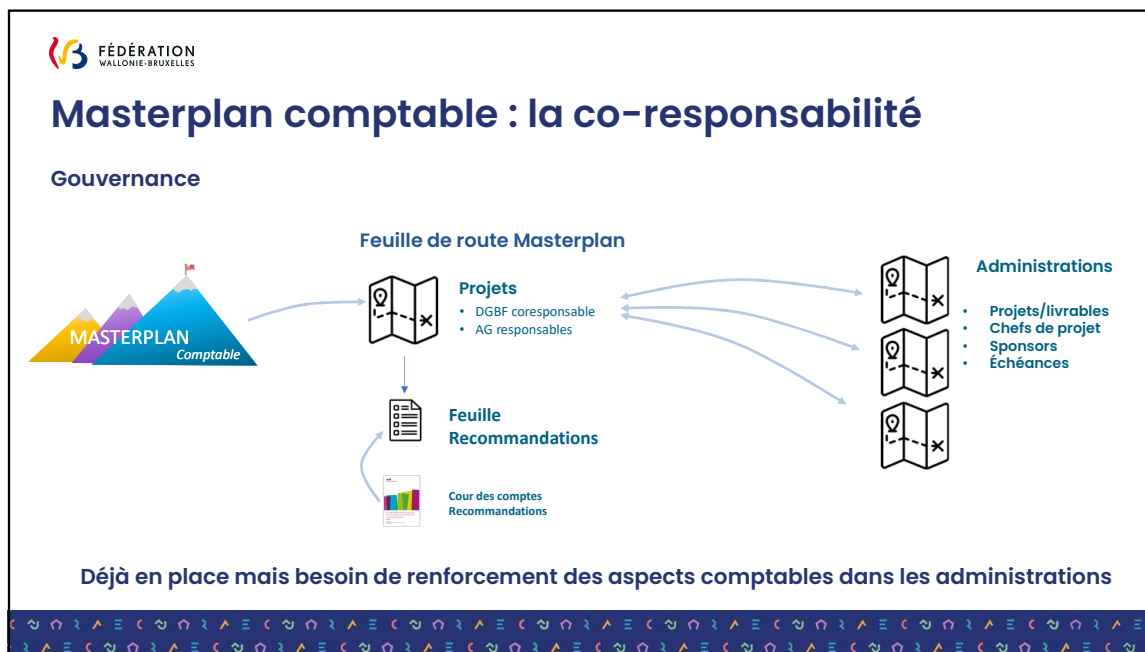 FÉDÉRATION
WALLONIE-BRUXELLES
Masterplan comptable : la co-responsabilité
Gouvernance
Feuille de route Masterplan
MASTERPLAN
Comptable
Projets
• DGBF coresponsable
• AG responsables
Feuille
Recommandations
Cour des comptes
Recommandations
Administrations
• Projets/livrables
• Chefs de projet
• Sponsors
• Échéances
Déjà en place mais besoin de renforcement des aspects comptables dans les administrations